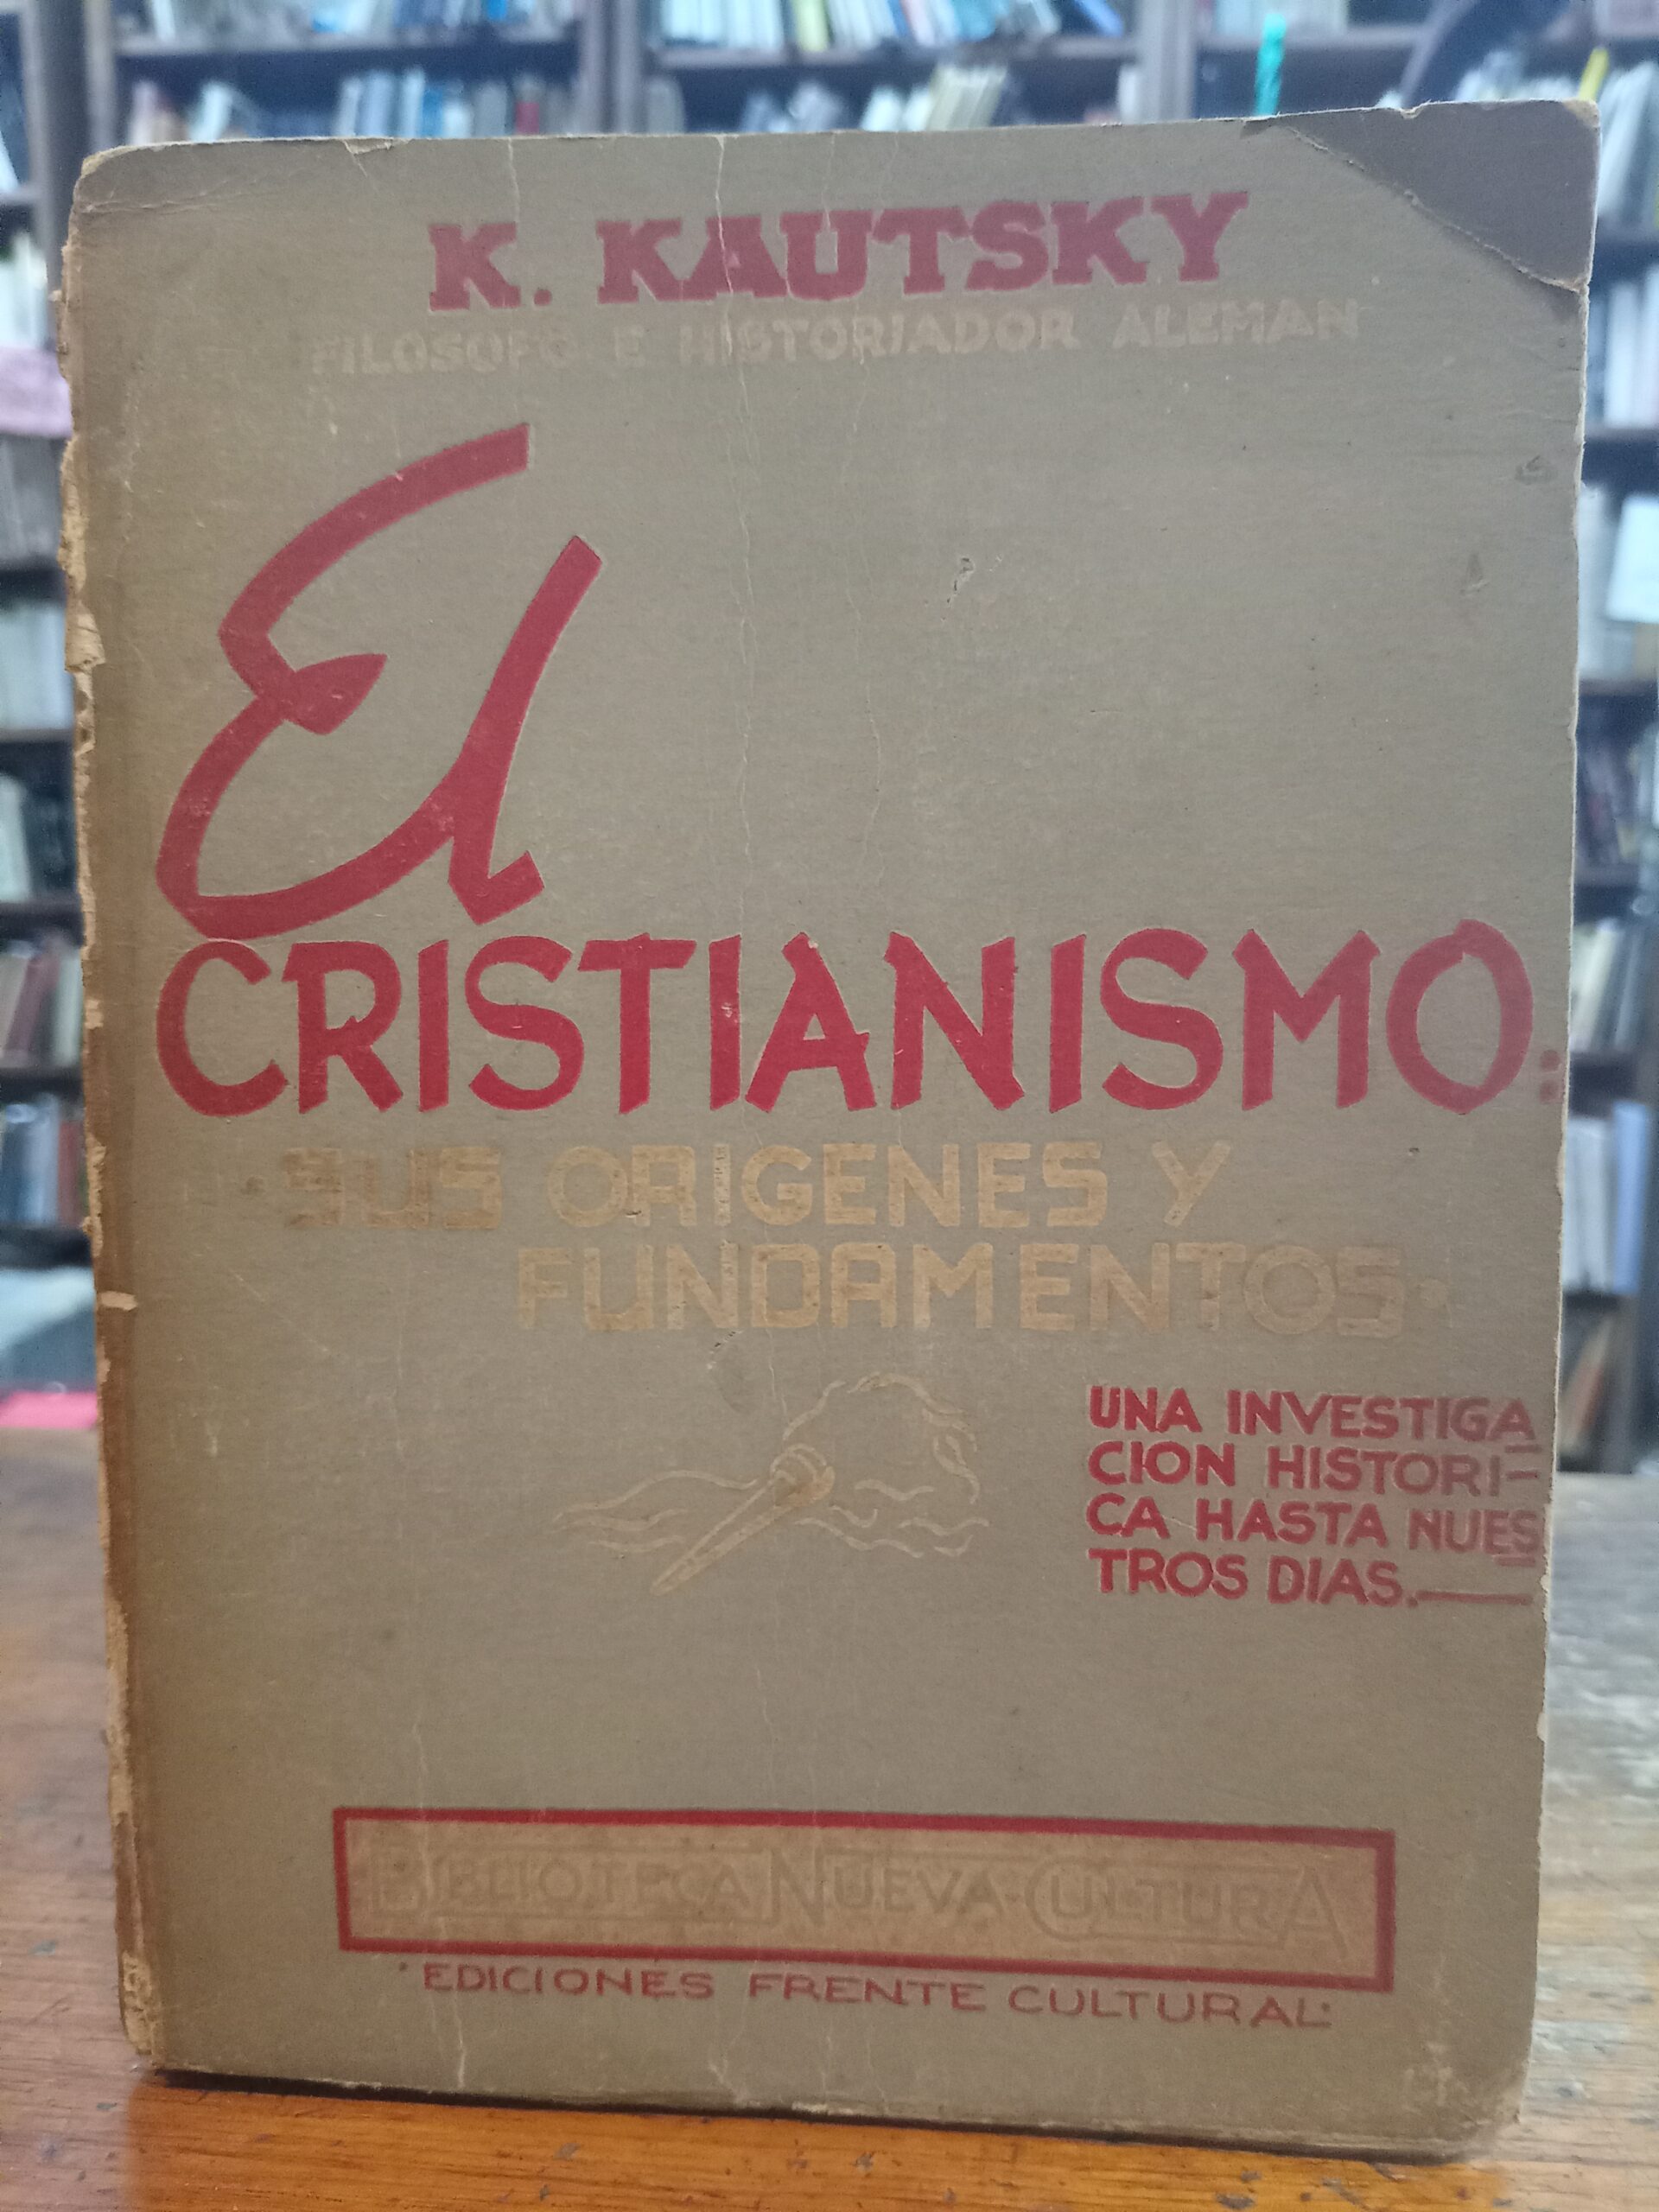 K. KAUTSKY
FILOSOFO E HISTORIADOR ALEMAN
El
CRISTIANISMO:
SUS ORIGENES Y
FUNDAMENTOS.
UNA INVESTIGA
CION HISTORI-
CA HASTA NUES
TROS DIAS.
BIBLIOTECA NUEVA-CULTURA
·EDICIONES FRENTE CULTURAL·